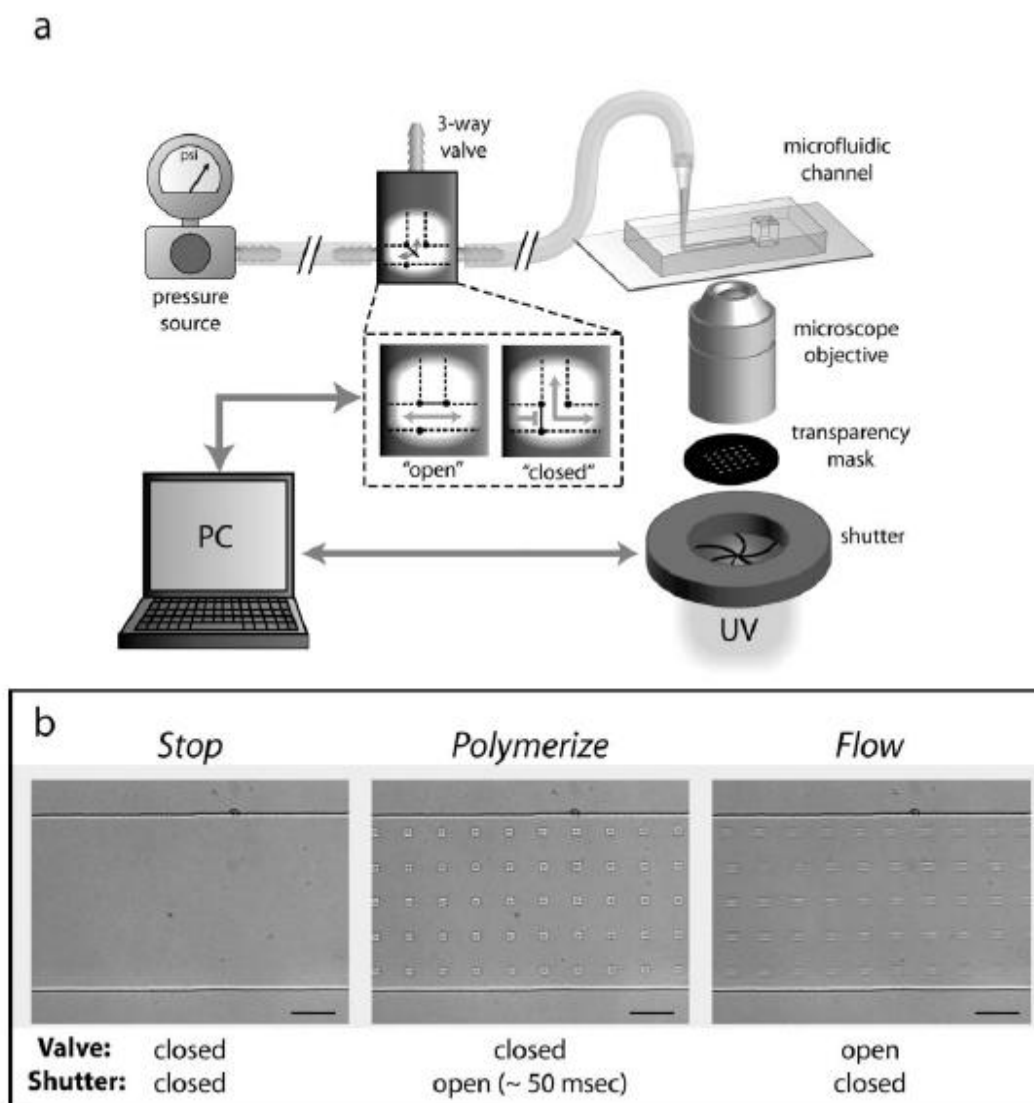 a
3-way
valve
psi
microfluidic
channel
pressure
source
microscope
objective
"open"
"closed"
transparency
mask
PC
shutter
UV
b
Stop
Polymerize
Flow
Valve: closed closed open
Shutter: closed open (~ 50 msec) closed